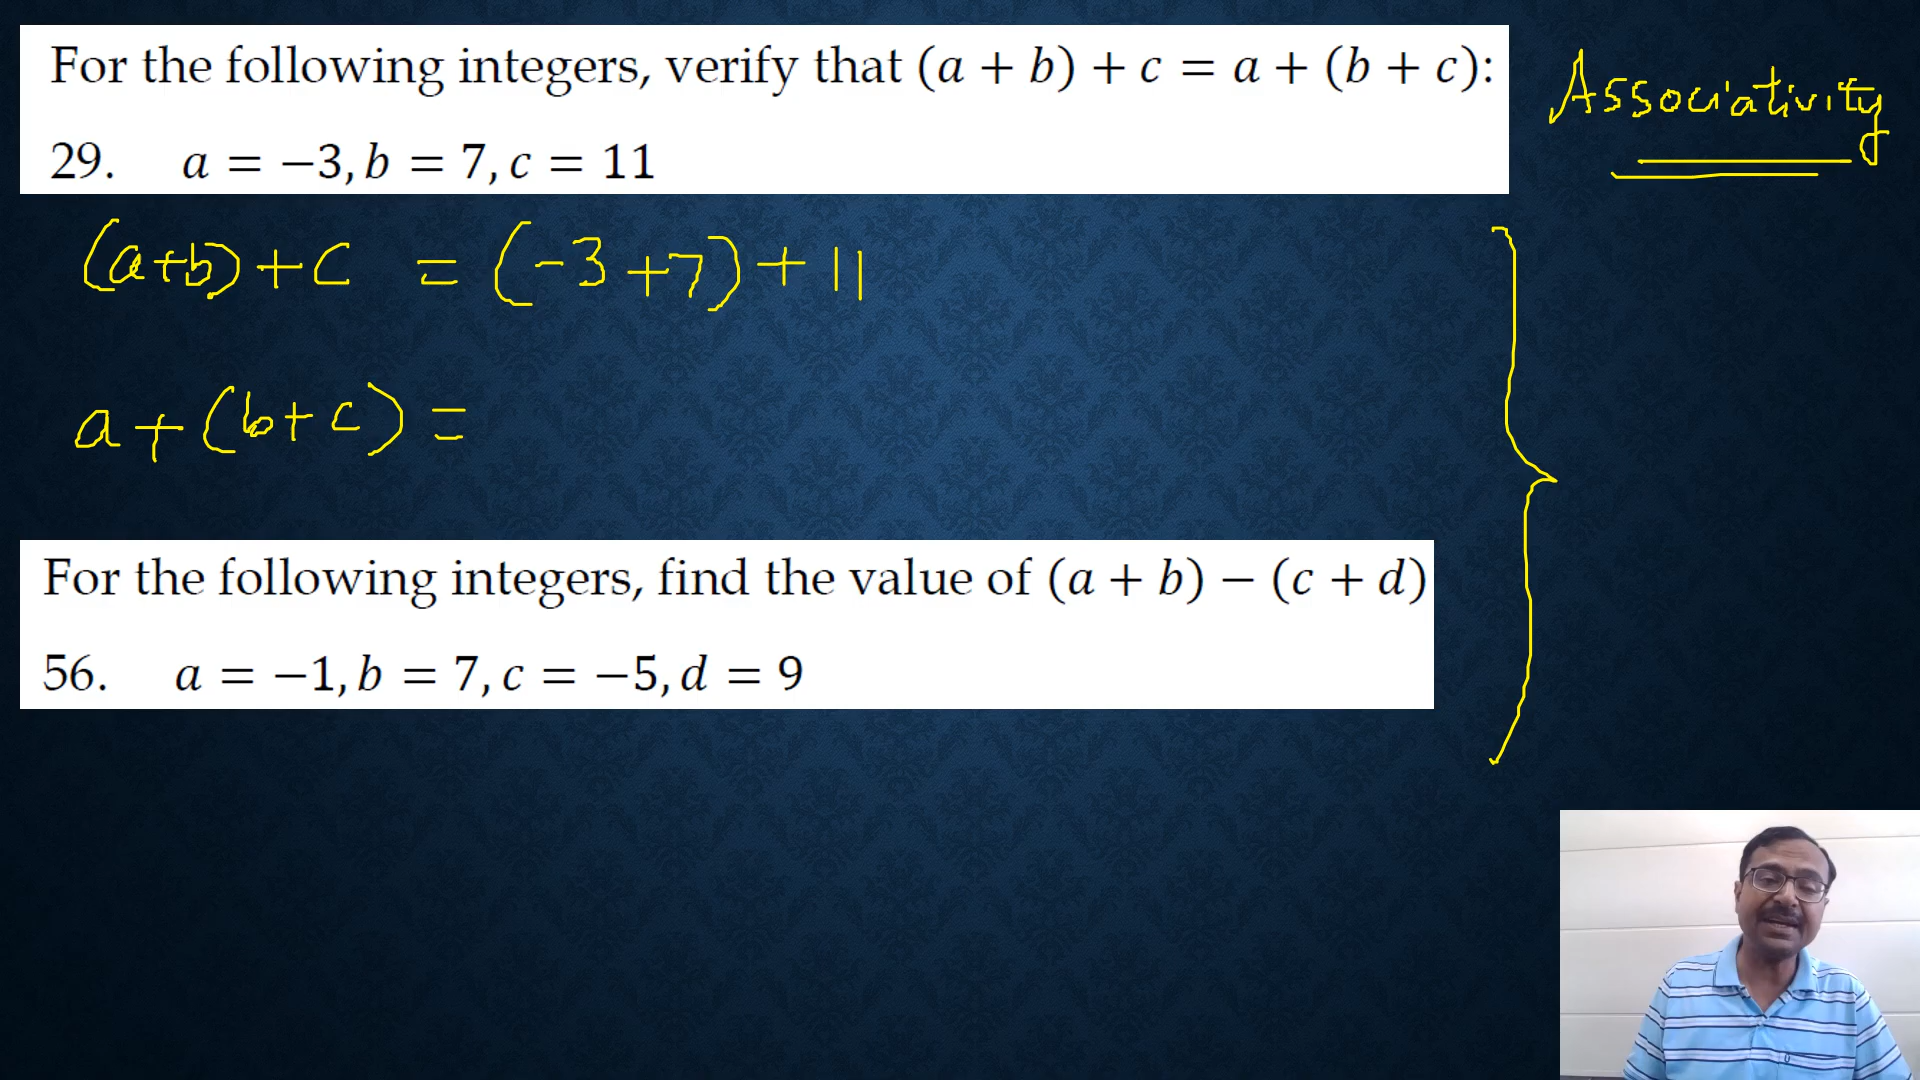 For the following integers, verify that (a + b) + c = a + (b + c):
Associativity
29. a = −3, b = 7, c = 11
(a+b)+c = (-3+7)+11
a+(b+c) =
For the following integers, find the value of (a + b) − (c + d)
56. a = −1, b = 7, c = −5, d = 9